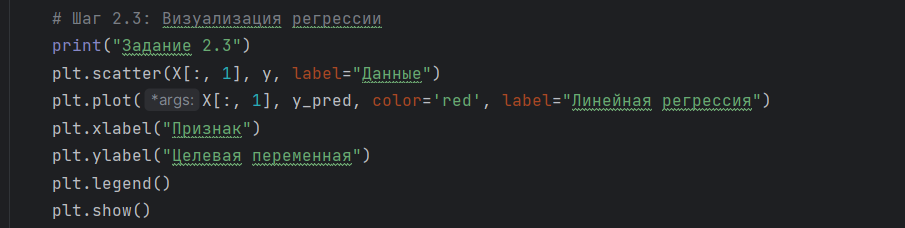 # Шаг 2.3: Визуализация регрессии
print("Задание 2.3")
plt.scatter(X[:, 1], y, label="Данные")
plt.plot( *args: X[:, 1], y_pred, color='red', label="Линейная регрессия")
plt.xlabel("Признак")
plt.ylabel("Целевая переменная")
plt.legend()
plt.show()